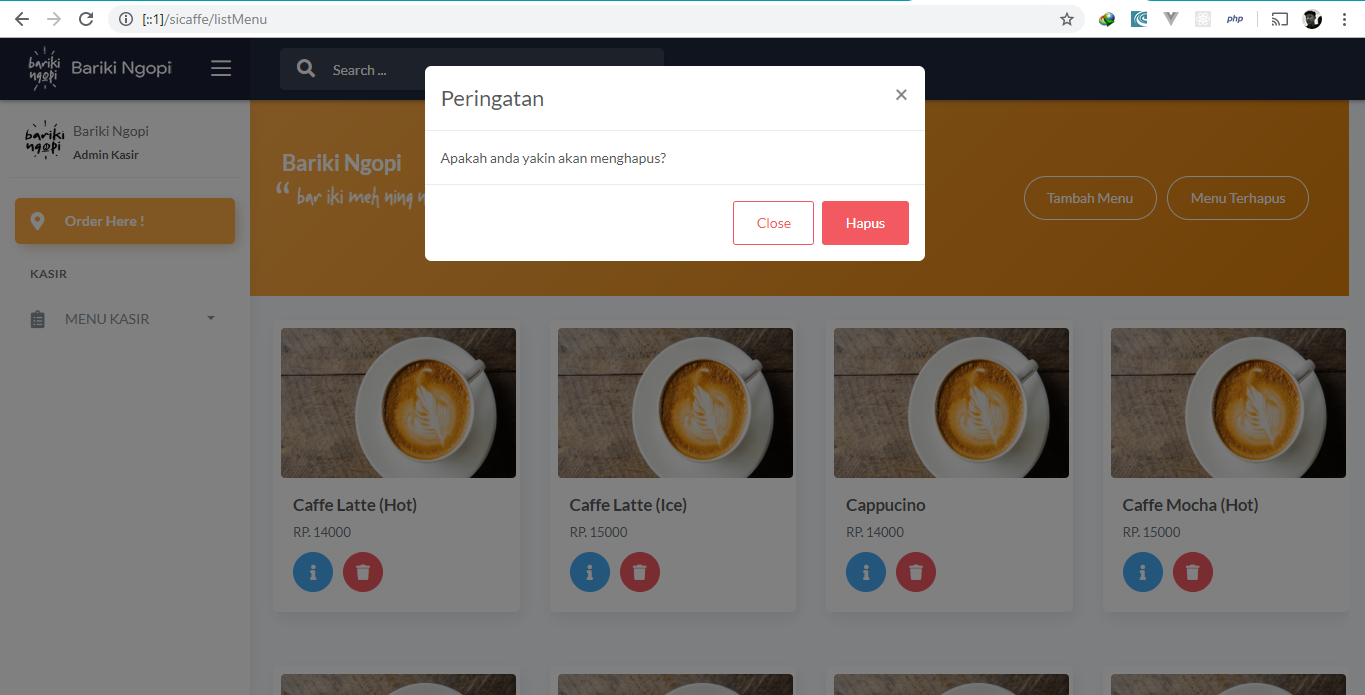 [::1]/sicaffe/listMenu
php
bariki
ngopi
Bariki Ngopi
Search ...
Peringatan
×
Apakah anda yakin akan menghapus?
Close
Hapus
bariki
ngopi
Bariki Ngopi
Admin Kasir
Order Here !
KASIR
MENU KASIR
Bariki Ngopi
“ bar iki meh ning
Tambah Menu
Menu Terhapus
Caffe Latte (Hot)
RP. 14000
Caffe Latte (Ice)
RP. 15000
Cappucino
RP. 14000
Caffe Mocha (Hot)
RP. 15000